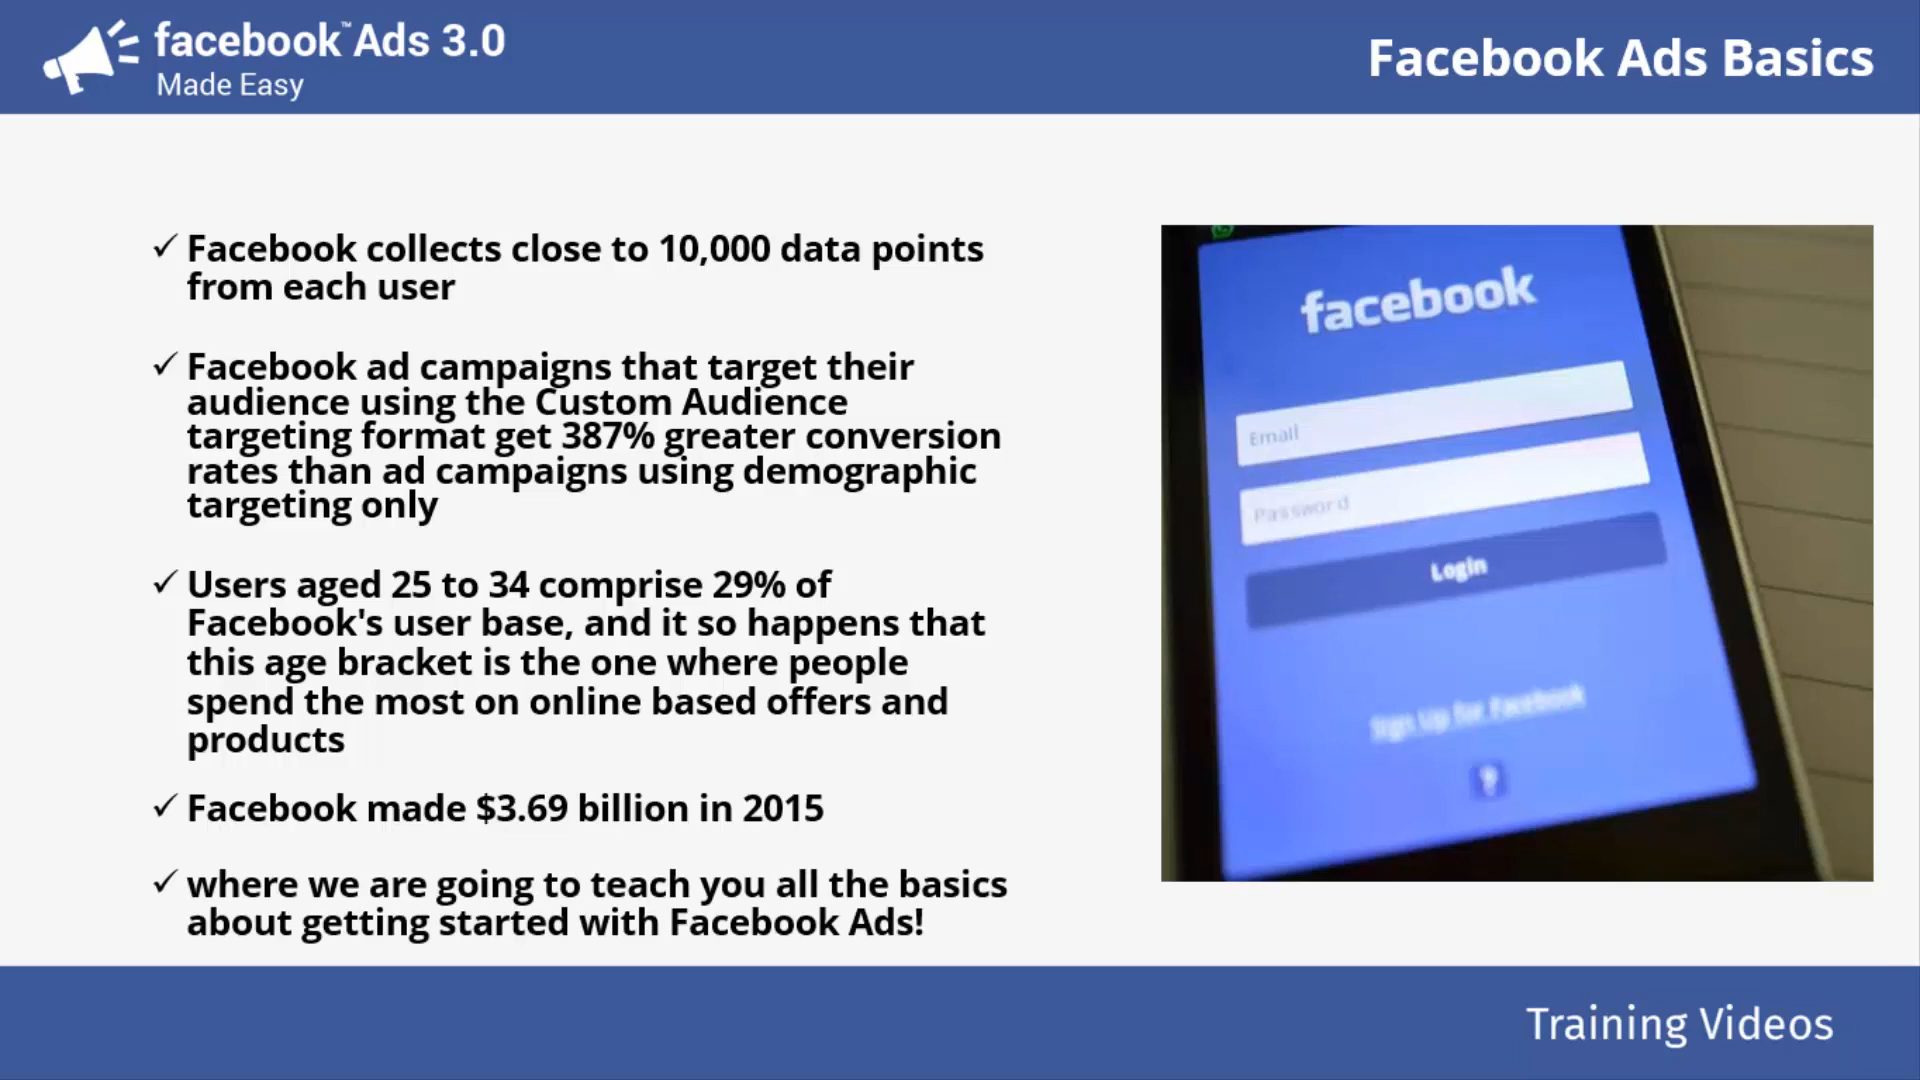 facebook™ Ads 3.0
Made Easy
Facebook Ads Basics
✓ Facebook collects close to 10,000 data points
from each user
✓ Facebook ad campaigns that target their
audience using the Custom Audience
targeting format get 387% greater conversion
rates than ad campaigns using demographic
targeting only
✓ Users aged 25 to 34 comprise 29% of
Facebook's user base, and it so happens that
this age bracket is the one where people
spend the most on online based offers and
products
✓ Facebook made $3.69 billion in 2015
✓ where we are going to teach you all the basics
about getting started with Facebook Ads!
facebook
Email
Password
Login
Sign Up for Facebook
?
Training Videos